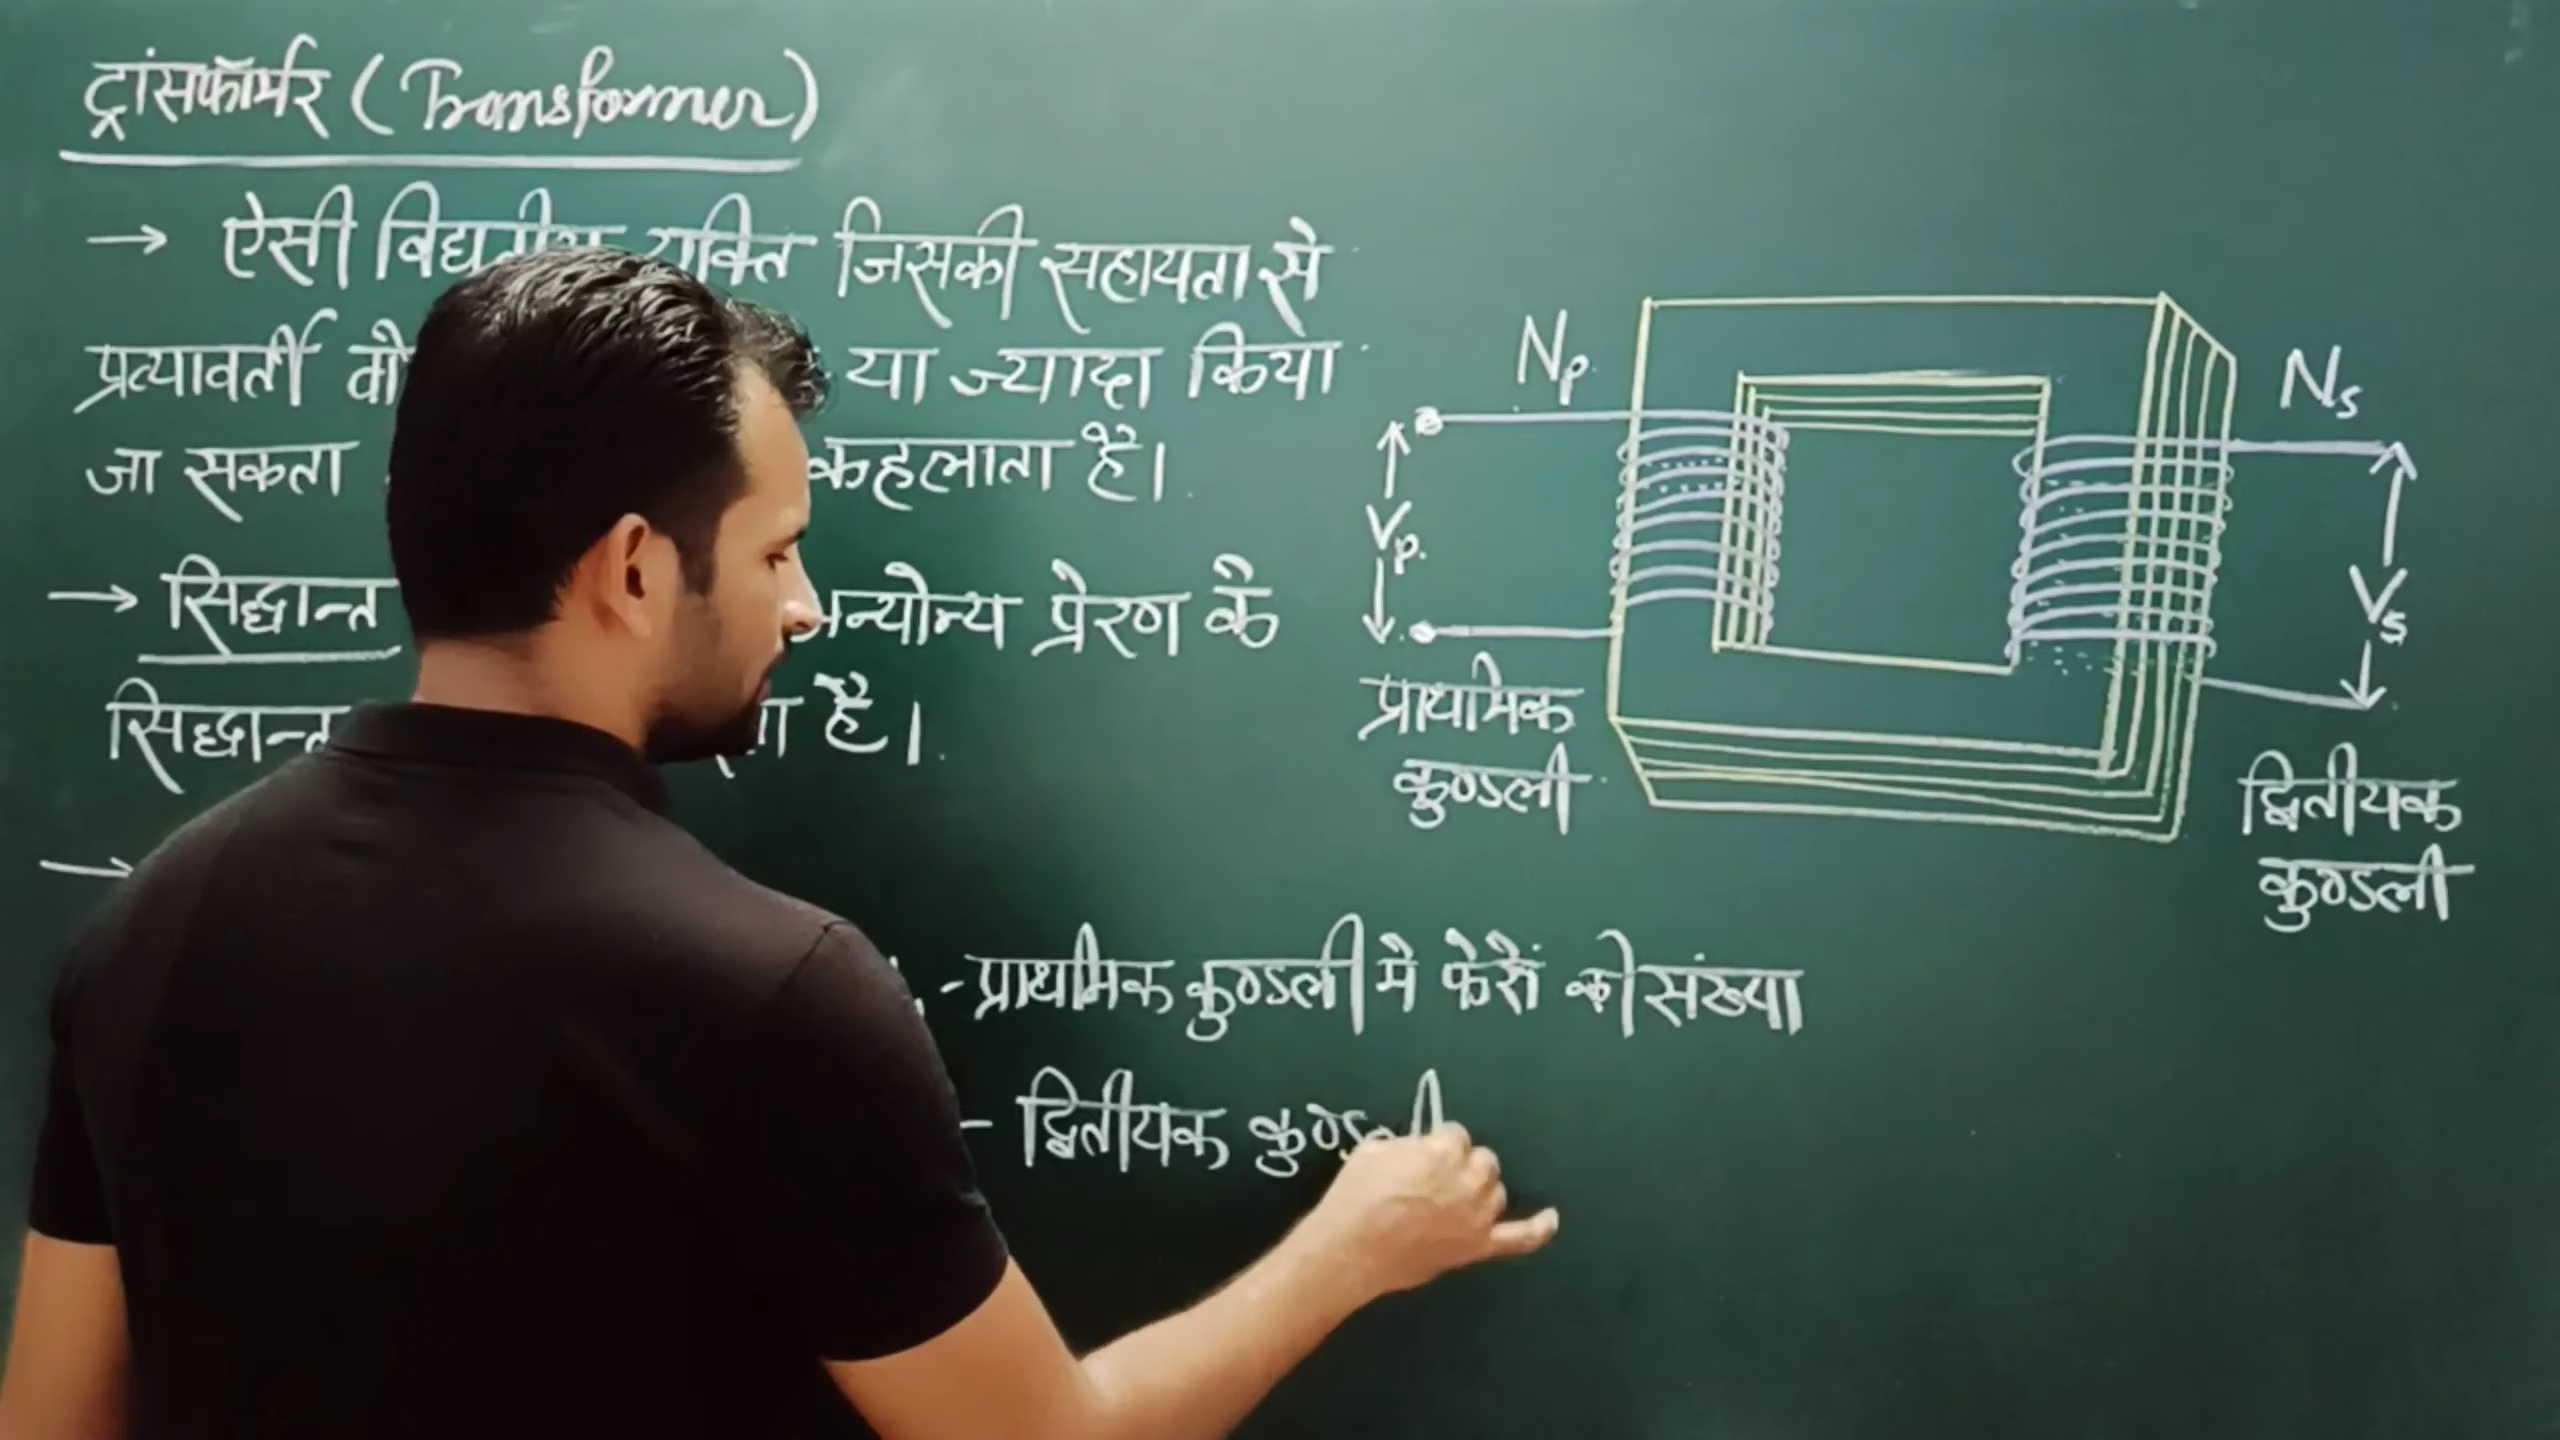 ट्रांसफॉर्मर (Transformer)
→ ऐसी जिसकी सहायता से
प्रत्यावर्ती या ज्यादा किया
जा सकता कहलाता है।
→ सिद्धान्त अन्योन्य प्रेरण के
सिद्धान्त है।
→
- प्राथमिक कुण्डली मे फेरों की संख्या
- द्वितीयक
Np
Vp.
प्राथमिक
कुण्डली
Ns
Vs
द्वितीयक
कुण्डली